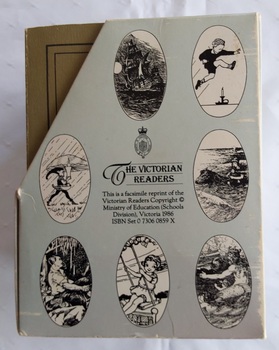 THE VICTORIAN
READERS
This is a facsimile reprint of the
Victorian Readers Copyright ©
Ministry of Education (Schools
Division), Victoria 1986
ISBN Set 0 7306 0859 X